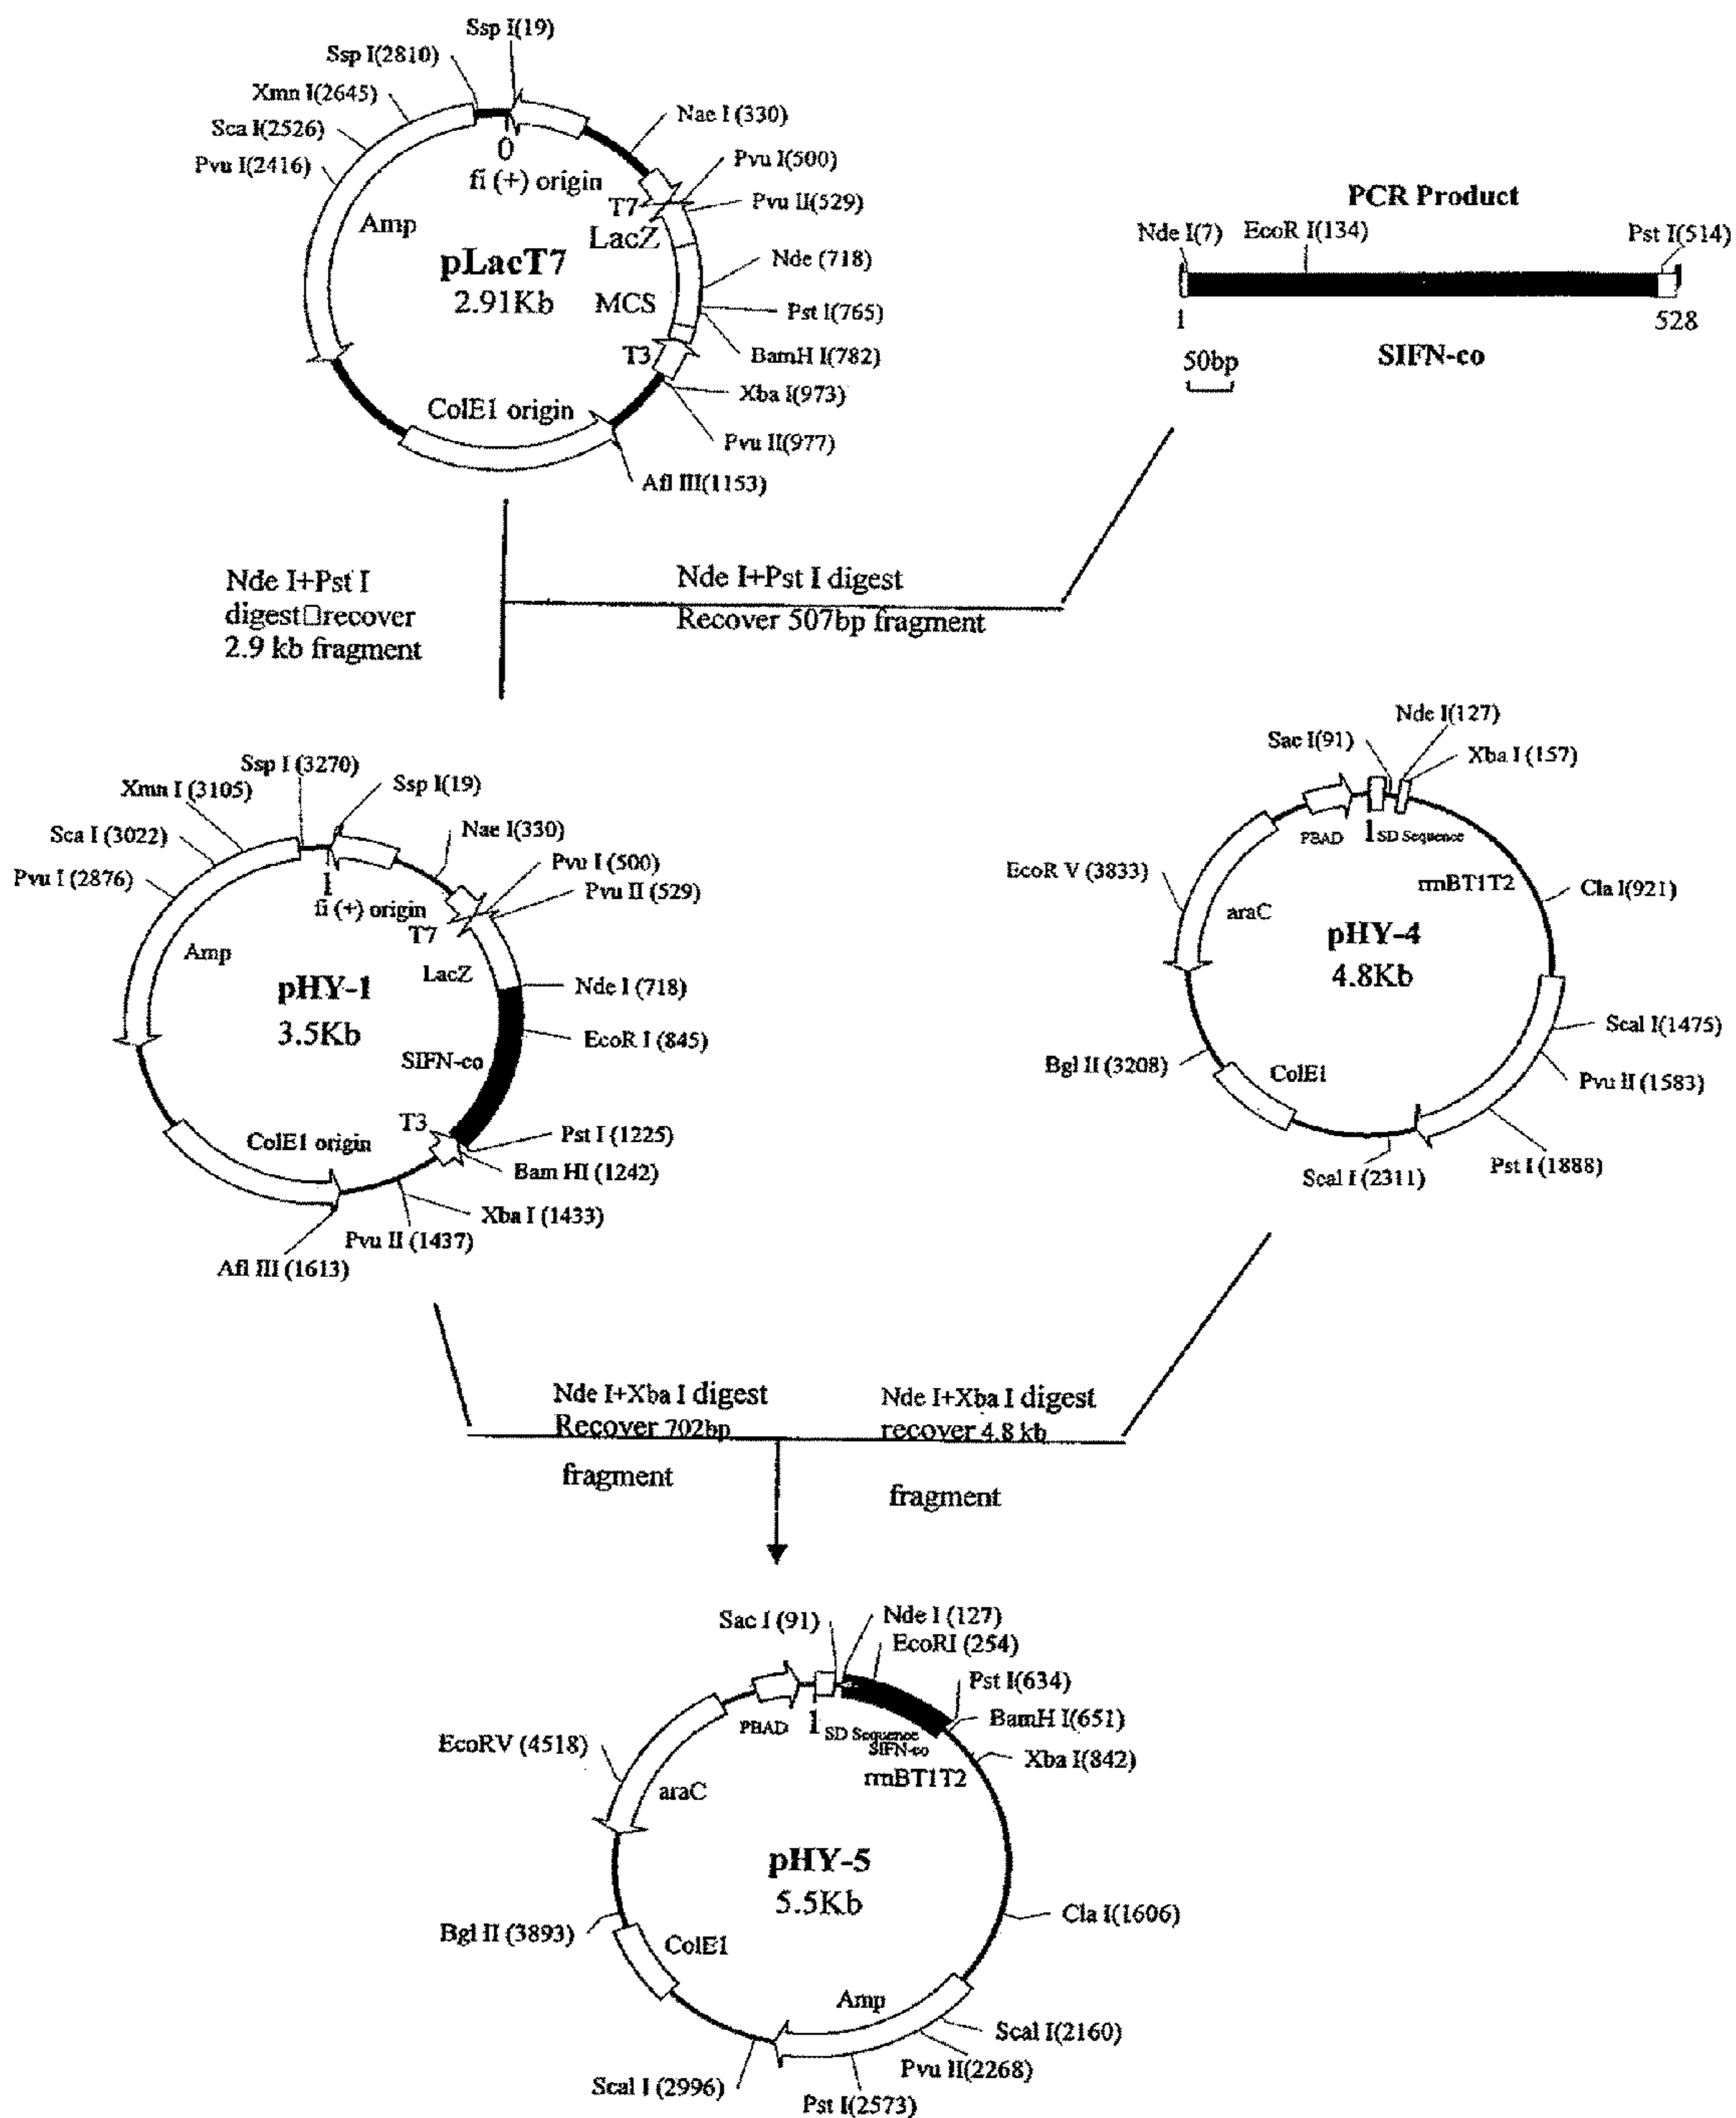 Ssp I(19)
Ssp I(2810)
Xmn I(2645)
Sca I(2526)
Pvu I(2416)
Nae I (330)
Pvu I(500)
Pvu II(529)
Nde (718)
Pst I(765)
BamH I(782)
Xba I(973)
Pvu II(977)
Afl III(1153)
0
fi (+) origin
T7
LacZ
Amp
pLacT7
2.91Kb
MCS
T3
ColE1 origin
PCR Product
Nde I(7)
EcoR I(134)
Pst I(514)
1
528
50bp
SIFN-co
Nde I+Pst I
digest□recover
2.9 kb fragment
Nde I+Pst I digest
Recover 507bp fragment
Ssp I (3270)
Ssp I(19)
Xmn I (3105)
Sca I (3022)
Pvu I (2876)
Nae I(330)
Pvu I (500)
Pvu II (529)
Nde I (718)
EcoR I (845)
Pst I (1225)
Bam HI (1242)
Xba I (1433)
Pvu II (1437)
Afl III (1613)
1
fi (+) origin
T7
Amp
LacZ
pHY-1
3.5Kb
SIFN-co
T3
ColE1 origin
Nde I(127)
Sac I(91)
Xba I (157)
PBAD
1
SD Sequence
EcoR V (3833)
rrnBT1T2
Cla I(921)
araC
pHY-4
4.8Kb
Scal I(1475)
Bgl II (3208)
ColE1
Pvu II (1583)
Pst I (1888)
Scal I (2311)
Nde I+Xba I digest
Recover 702bp
fragment
Nde I+Xba I digest
recover 4.8 kb
fragment
Sac I (91)
Nde I (127)
EcoRI (254)
Pst I(634)
BamH I(651)
Xba I(842)
PBAD
1
SD Sequence
SIFN-co
rrnBT1T2
EcoRV (4518)
araC
pHY-5
5.5Kb
Cla I(1606)
Bgl II (3893)
ColE1
Amp
Scal I(2160)
Pvu II(2268)
Scal I (2996)
Pst I(2573)